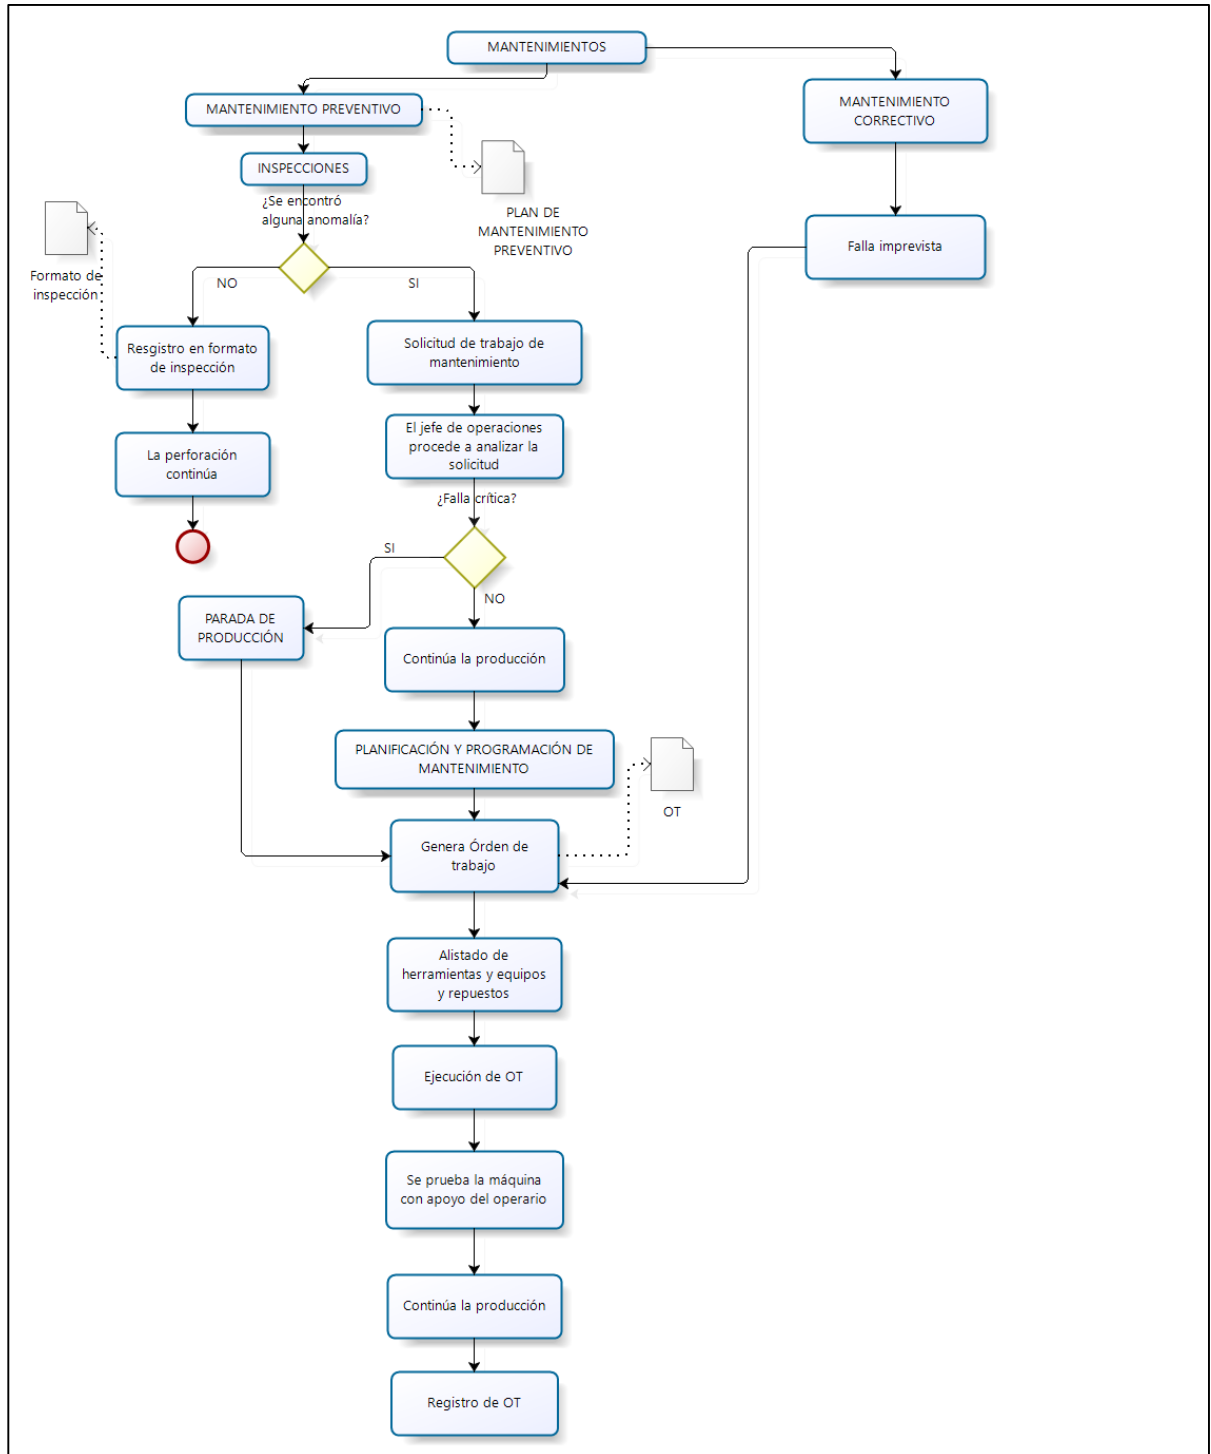 MANTENIMIENTOS
MANTENIMIENTO
CORRECTIVO
MANTENIMIENTO PREVENTIVO
INSPECCIONES
PLAN DE
MANTENIMIENTO
PREVENTIVO
¿Se encontró
alguna anomalía?
Falla imprevista
Formato de
inspección
NO
SI
Resgistro en formato
de inspección
Solicitud de trabajo de
mantenimiento
La perforación
continúa
El jefe de operaciones
procede a analizar la
solicitud
¿Falla crítica?
SI
NO
PARADA DE
PRODUCCIÓN
Continúa la producción
PLANIFICACIÓN Y PROGRAMACIÓN DE
MANTENIMIENTO
OT
Genera Órden de
trabajo
Alistado de
herramientas y equipos
y repuestos
Ejecución de OT
Se prueba la máquina
con apoyo del operario
Continúa la producción
Registro de OT